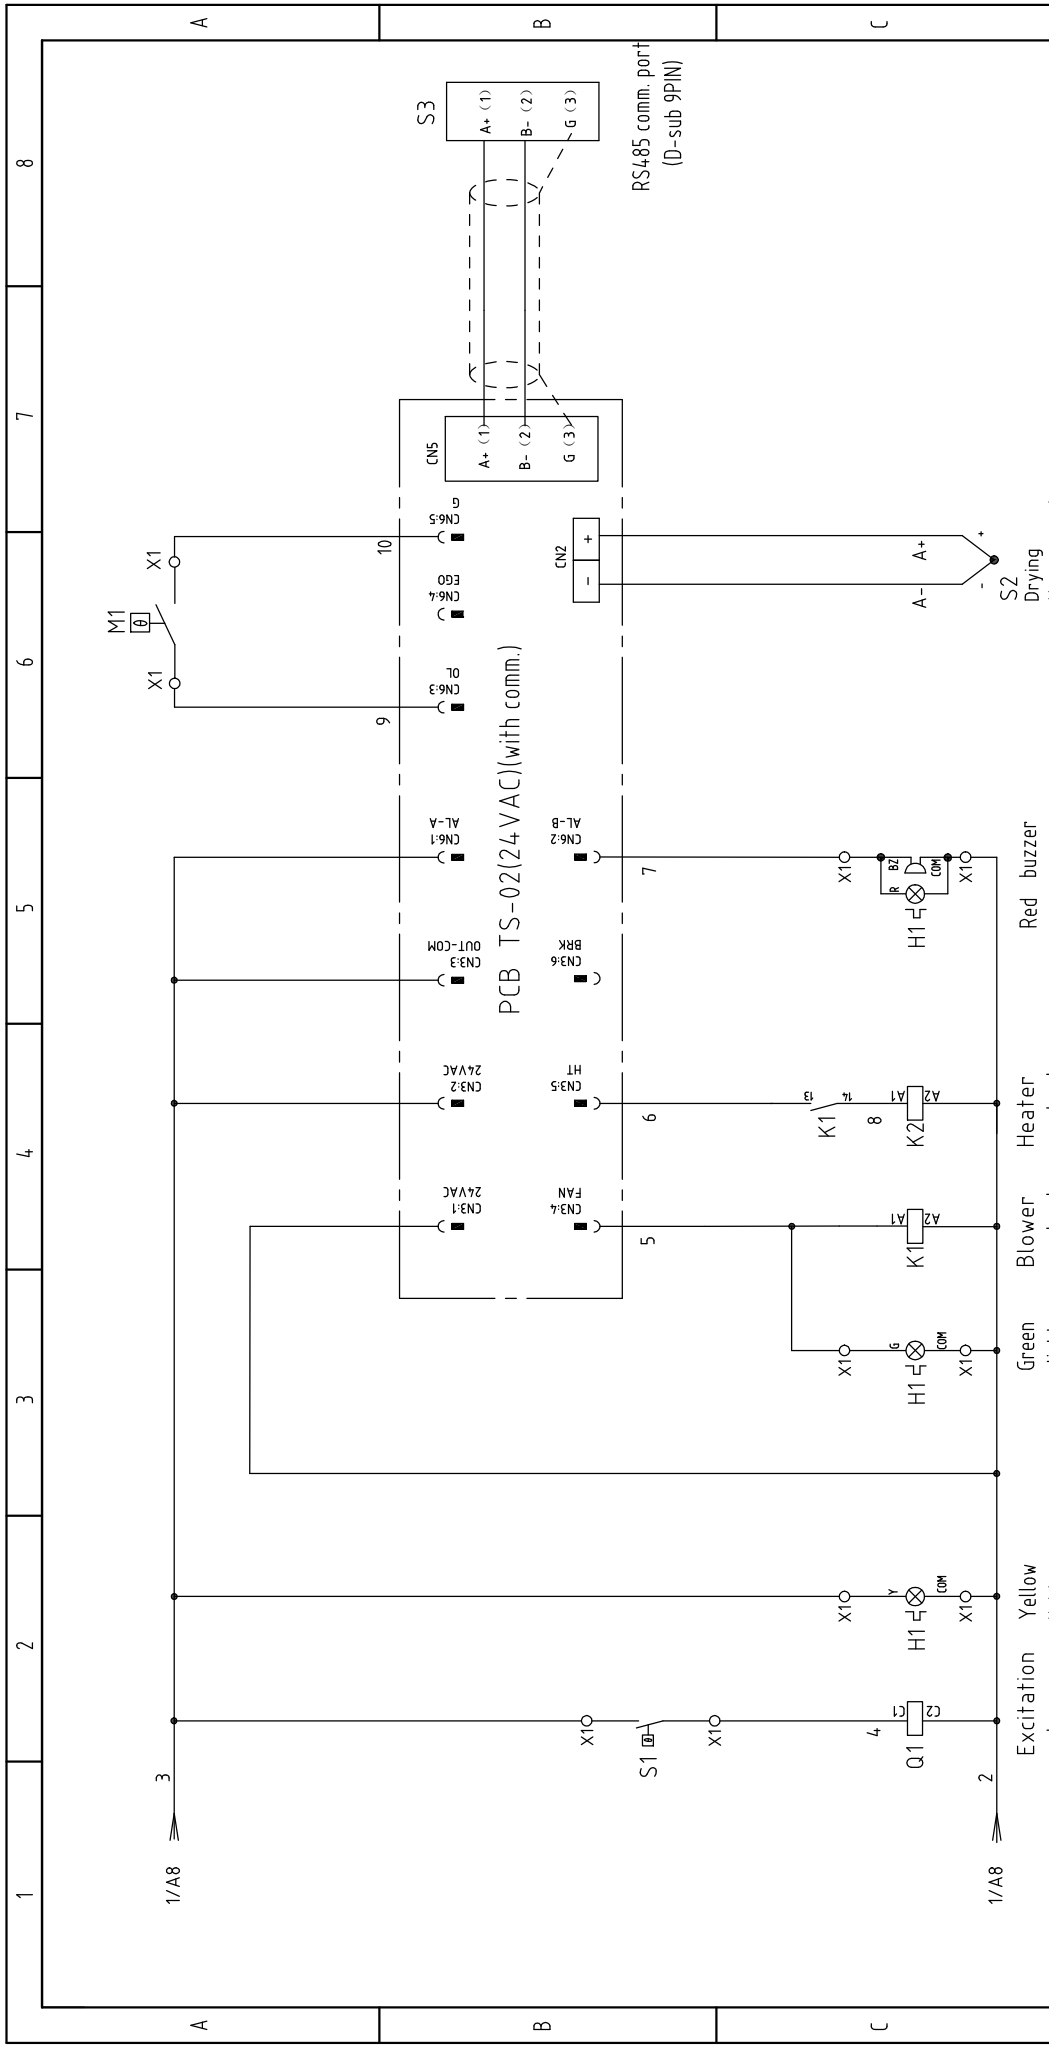 1
2
3
4
5
6
7
8
A
B
C
A
B
C
1/A8
3
1/A8
2
X1
S1
X1
4
Q1
C1
C2
Excitation
X1
H1
Y
COM
X1
Yellow
X1
H1
G
COM
X1
Green
CN3:1
24VAC
CN3:4
FAN
5
K1
A1
A2
Blower
CN3:2
24VAC
CN3:5
HT
6
K1
13
14
8
K2
A1
A2
Heater
CN3:3
OUT-COM
CN3:6
BRK
PCB TS-02(24VAC)(with comm.)
CN6:1
AL-A
CN6:2
AL-B
7
X1
H1
R
BZ
COM
X1
Red buzzer
M1
θ
X1
X1
9
10
CN6:3
OL
CN6:4
EGO
CN6:5
G
CN2
- +
A-
A+
-
+
S2
Drying
CN5
A+ (1)
B- (2)
G (3)
S3
A+ (1)
B- (2)
G (3)
RS485 comm. port
(D-sub 9PIN)